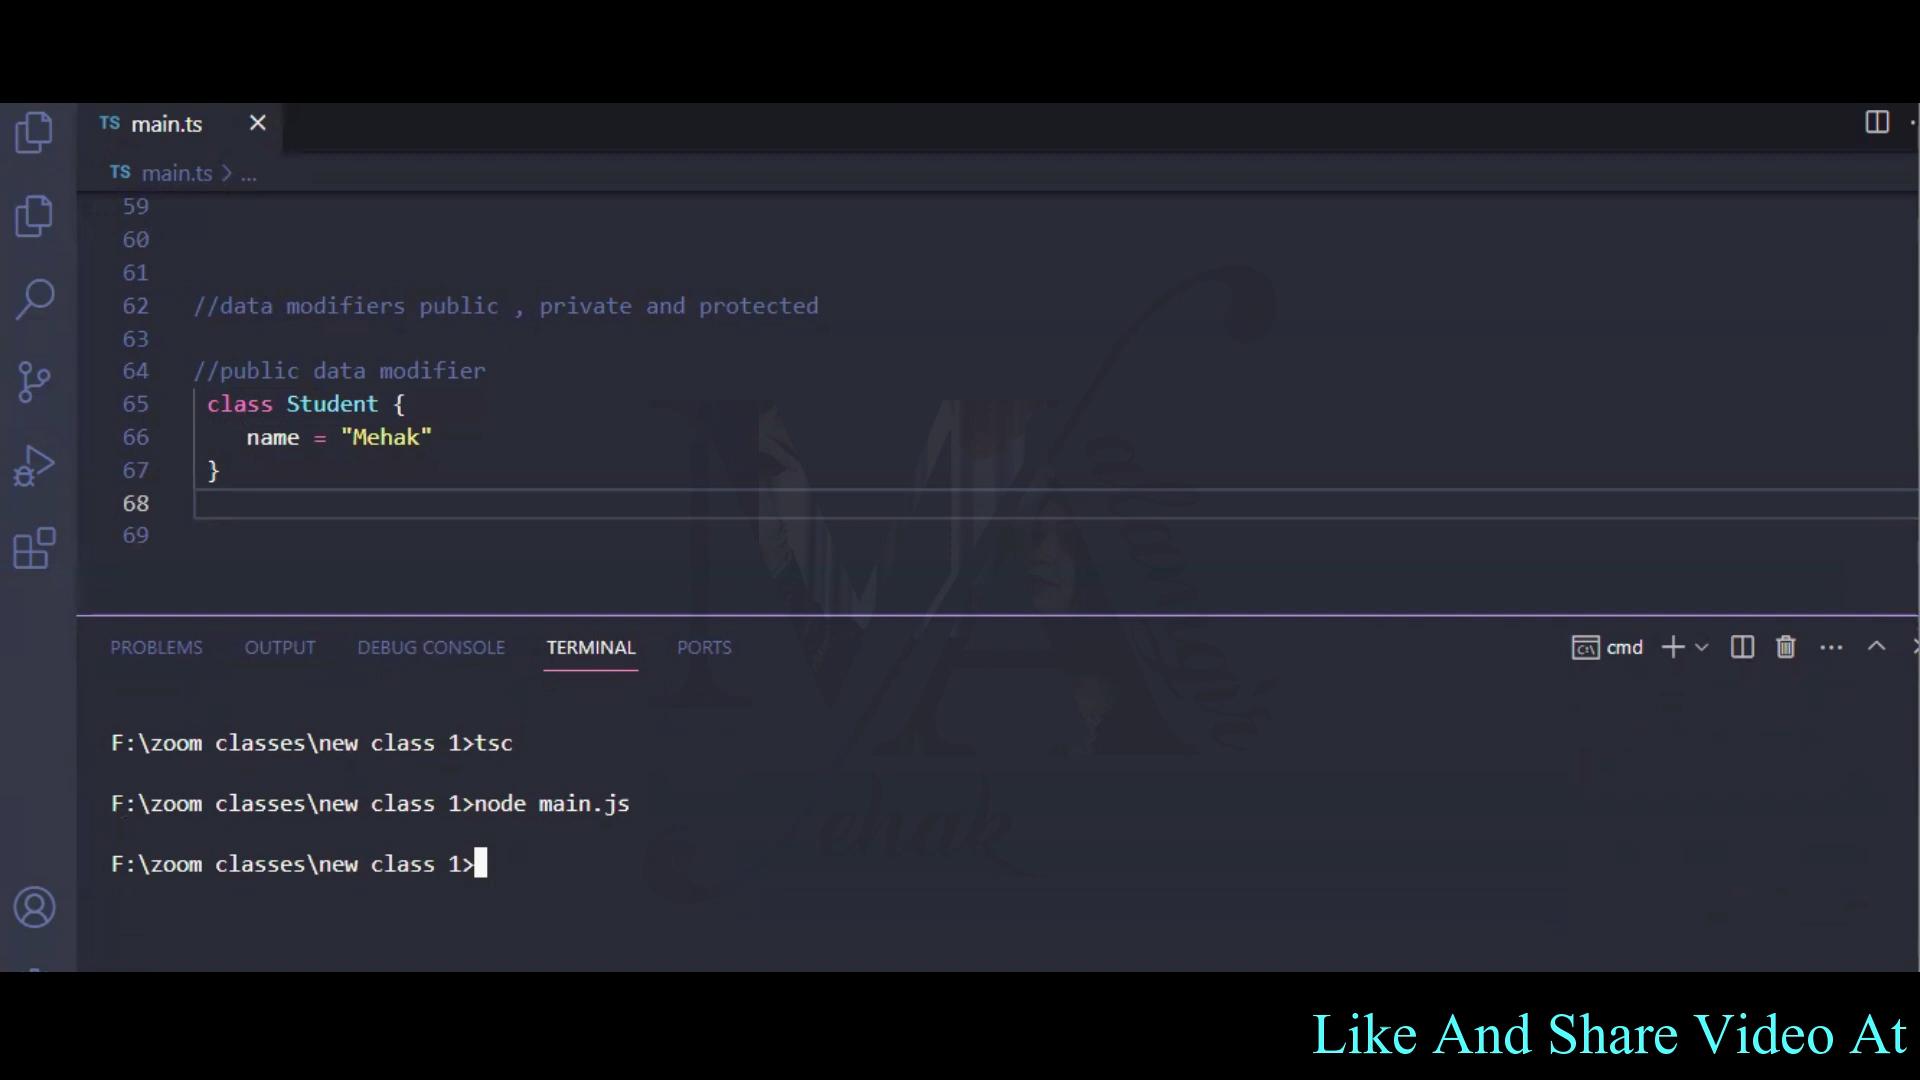 TS main.ts
TS main.ts > ...
59
60
61
62 //data modifiers public , private and protected
63
64 //public data modifier
65 class Student {
66 name = "Mehak"
67 }
68
69
PROBLEMS OUTPUT DEBUG CONSOLE TERMINAL PORTS cmd
F:\zoom classes\new class 1>tsc
F:\zoom classes\new class 1>node main.js
F:\zoom classes\new class 1>
Like And Share Video At